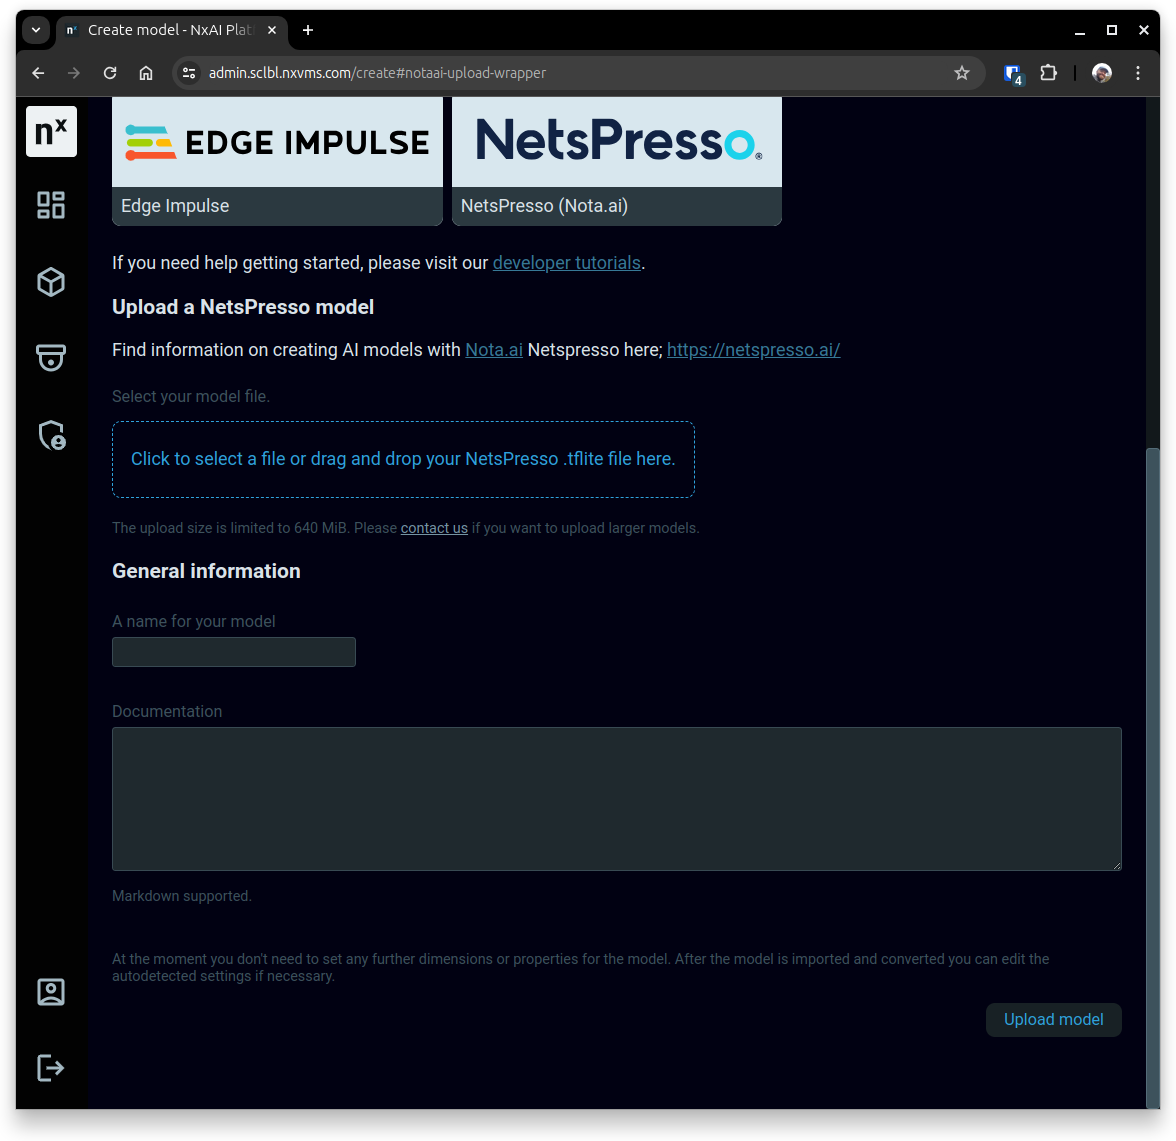 Create model - NxAI Plat
admin.sclbl.nxvms.com/create#notaai-upload-wrapper
4
nx
EDGE IMPULSE
NetsPresso®
Edge Impulse
NetsPresso (Nota.ai)
If you need help getting started, please visit our developer tutorials.
Upload a NetsPresso model
Find information on creating AI models with Nota.ai Netspresso here; https://netspresso.ai/
Select your model file.
Click to select a file or drag and drop your NetsPresso .tflite file here.
The upload size is limited to 640 MiB. Please contact us if you want to upload larger models.
General information
A name for your model
Documentation
Markdown supported.
At the moment you don't need to set any further dimensions or properties for the model. After the model is imported and converted you can edit the
autodetected settings if necessary.
Upload model